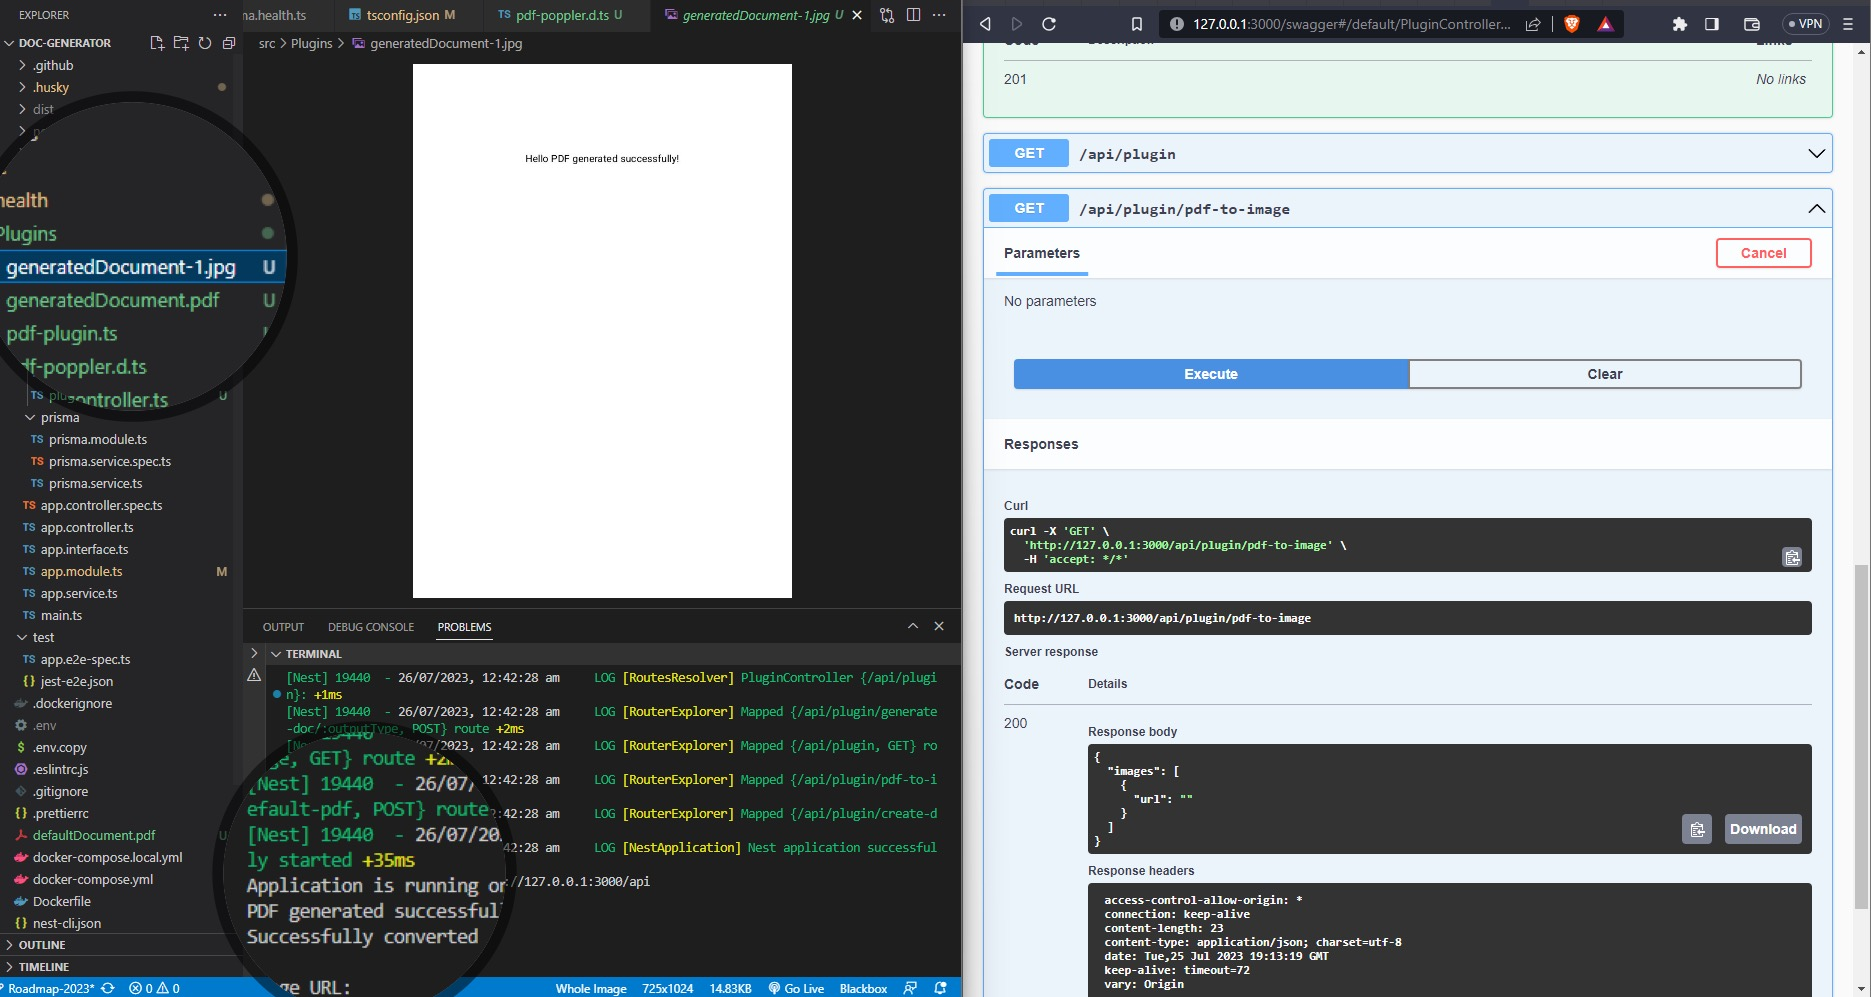 EXPLORER
DOC-GENERATOR
.github
.husky
dist
health
Plugins
generatedDocument-1.jpg U
generatedDocument.pdf U
pdf-plugin.ts
df-poppler.d.ts
TS controller.ts U
prisma
TS prisma.module.ts
TS prisma.service.spec.ts
TS prisma.service.ts
TS app.controller.spec.ts
TS app.controller.ts
TS app.interface.ts
TS app.module.ts M
TS app.service.ts
TS main.ts
test
TS app.e2e-spec.ts
{} jest-e2e.json
.dockerignore
.env
$ .env.copy
.eslintrc.js
.gitignore
{} .prettierrc
defaultDocument.pdf U
docker-compose.local.yml
docker-compose.yml
Dockerfile
{} nest-cli.json
OUTLINE
TIMELINE
na.health.ts
TS tsconfig.json M
TS pdf-poppler.d.ts U
generatedDocument-1.jpg U
src > Plugins > generatedDocument-1.jpg
Hello PDF generated successfully!
OUTPUT DEBUG CONSOLE PROBLEMS
TERMINAL
[Nest] 19440 - 26/07/2023, 12:42:28 am LOG [RoutesResolver] PluginController {/api/plugi
n}: +1ms
[Nest] 19440 - 26/07/2023, 12:42:28 am LOG [RouterExplorer] Mapped {/api/plugin/generate
-doc/:outputType, POST} route +2ms
12:42:28 am LOG [RouterExplorer] Mapped {/api/plugin, GET} ro
ge, GET} route +2m
12:42:28 am LOG [RouterExplorer] Mapped {/api/plugin/pdf-to-i
[Nest] 19440 - 26/07/
efault-pdf, POST} route
2:42:28 am LOG [RouterExplorer] Mapped {/api/plugin/create-d
[Nest] 19440 - 26/07/20
42:28 am LOG [NestApplication] Nest application successful
ly started +35ms
Application is running on
://127.0.0.1:3000/api
PDF generated successful
Successfully converted
ge URL:
Roadmap-2023* 0 0
Whole Image 725x1024 14.83KB Go Live Blackbox
127.0.0.1:3000/swagger#/default/PluginController... VPN
Code Description Links
201 No links
GET /api/plugin
GET /api/plugin/pdf-to-image
Parameters
Cancel
No parameters
Execute
Clear
Responses
Curl
curl -X 'GET' \
'http://127.0.0.1:3000/api/plugin/pdf-to-image' \
-H 'accept: */*'
Request URL
http://127.0.0.1:3000/api/plugin/pdf-to-image
Server response
Code Details
200
Response body
{
"images": [
{
"url": ""
}
]
}
Download
Response headers
access-control-allow-origin: *
connection: keep-alive
content-length: 23
content-type: application/json; charset=utf-8
date: Tue,25 Jul 2023 19:13:19 GMT
keep-alive: timeout=72
vary: Origin